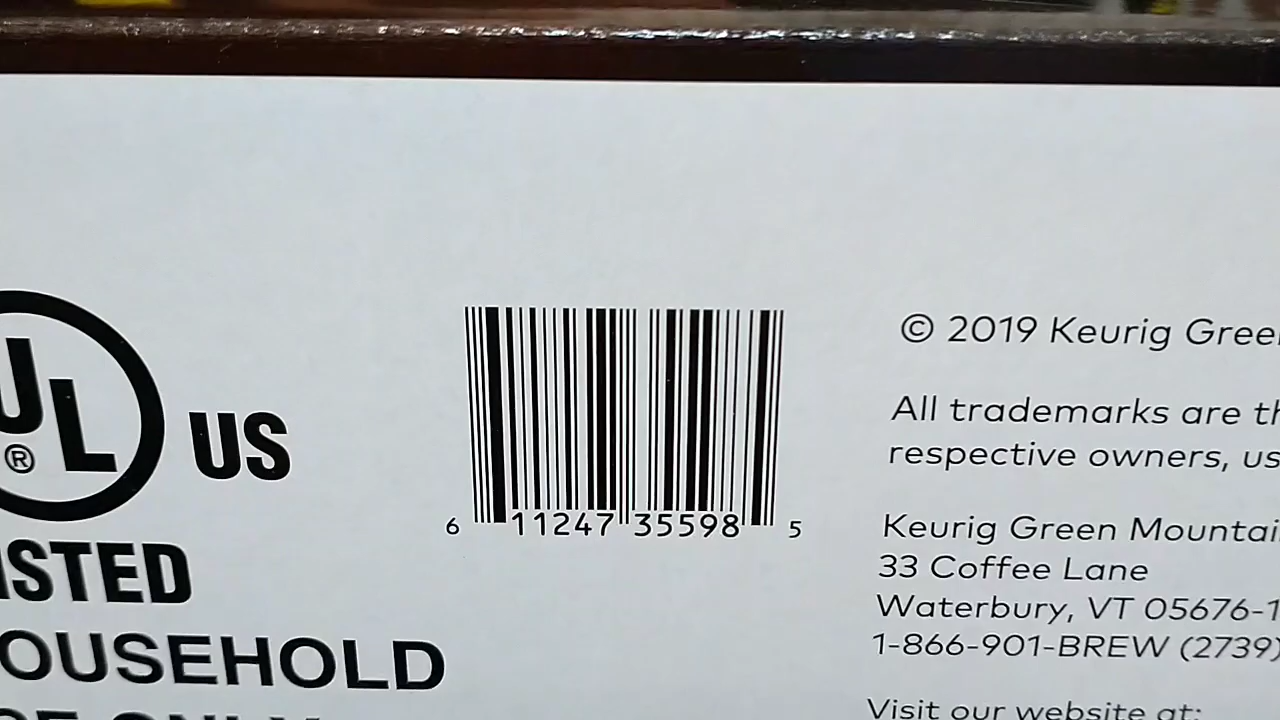 UL
®
US
ISTED
OUSEHOLD
6 11247 35598 5
© 2019 Keurig Gree
All trademarks are th
respective owners, us
Keurig Green Mountai
33 Coffee Lane
Waterbury, VT 05676-1
1-866-901-BREW (2739)
Visit our website at: